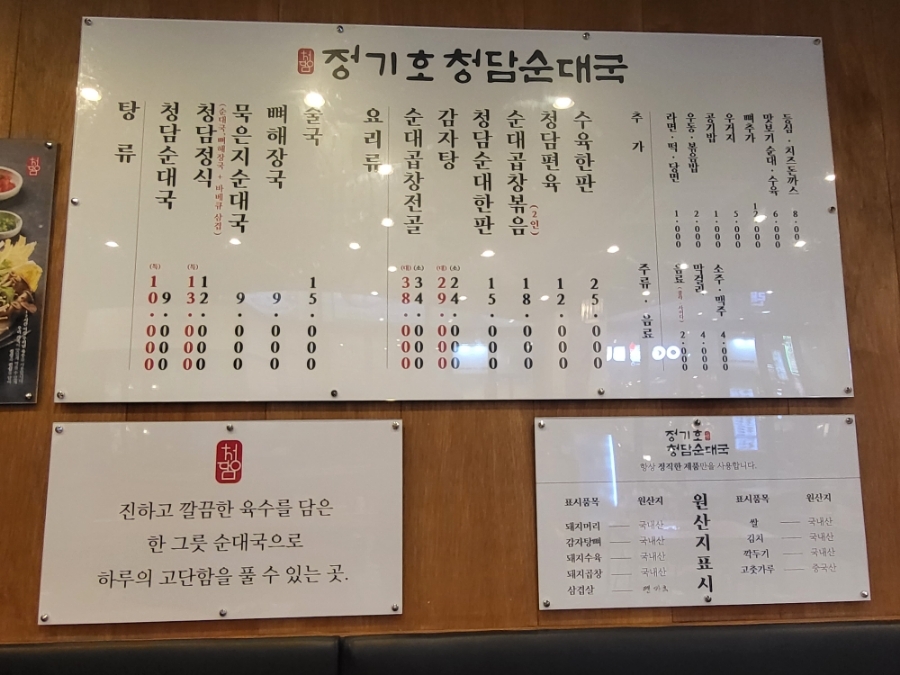 청담
정기호 청담순대국
탕류
청담순대국
9.000
(특)
10.000
청담정식
(순대국, 뼈해장국 + 바베큐 삼겹)
12.000
(특)
13.000
묵은지순대국
9.000
뼈해장국
9.000
술국
15.000
요리류
순대곱창전골
(소)
34.000
(대)
38.000
감자탕
(소)
24.000
(대)
29.000
청담순대한판
15.000
순대곱창볶음
(2인)
18.000
청담편육
12.000
수육한판
25.000
추가
라면·떡·당면
1.000
우동·볶음밥
2.000
공기밥
1.000
우거지
5.000
뼈추가
12.000
맛보기 순대·수육
6.000
등심·치즈돈까스
8.00
주류·음료
음료
2.000
막걸리
4.000
소주·맥주
4.000
청담
진하고 깔끔한 육수를 담은
한 그릇 순대국으로
하루의 고단함을 풀 수 있는 곳.
정기호
청담순대국
항상 정직한 제품만을 사용합니다.
원산지표시
표시품목 원산지
돼지머리 국내산
감자탕뼈 국내산
돼지수육 국내산
돼지곱창 국내산
삼겹살
표시품목 원산지
쌀 국내산
김치 국내산
깍두기 국내산
고춧가루 중국산